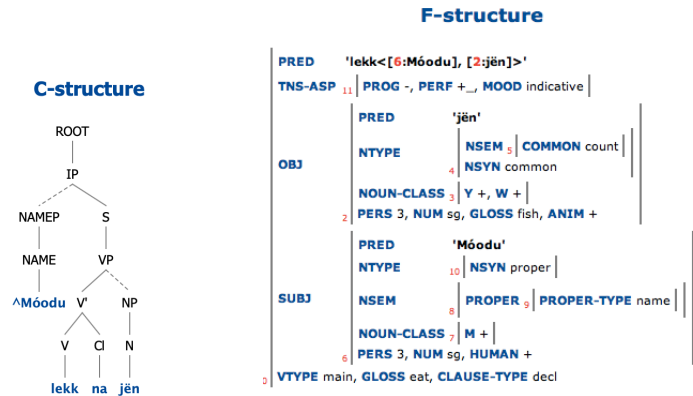 F-structure
C-structure
ROOT
IP
NAMEP S
NAME VP
^Móodu V' NP
V Cl N
lekk na jën
PRED 'lekk<[6:Móodu], [2:jën]>'
TNS-ASP 11 PROG -, PERF +_, MOOD indicative
PRED 'jën'
NTYPE NSEM 5 COMMON count
4 NSYN common
OBJ
NOUN-CLASS 3 Y +, W +
2 PERS 3, NUM sg, GLOSS fish, ANIM +
PRED 'Móodu'
NTYPE 10 NSYN proper
SUBJ NSEM 8 PROPER 9 PROPER-TYPE name
NOUN-CLASS 7 M +
6 PERS 3, NUM sg, HUMAN +
0 VTYPE main, GLOSS eat, CLAUSE-TYPE decl